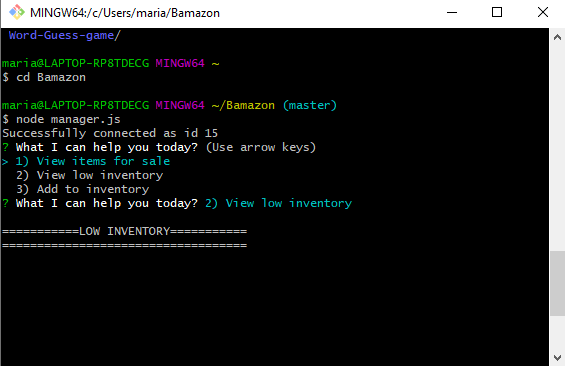 MINGW64:/c/Users/maria/Bamazon
Word-Guess-game/
maria@LAPTOP-RP8TDECG MINGW64 ~
$ cd Bamazon
maria@LAPTOP-RP8TDECG MINGW64 ~/Bamazon (master)
$ node manager.js
Successfully connected as id 15
? What I can help you today? (Use arrow keys)
> 1) View items for sale
2) View low inventory
3) Add to inventory
? What I can help you today? 2) View low inventory
===========LOW INVENTORY===========
===================================